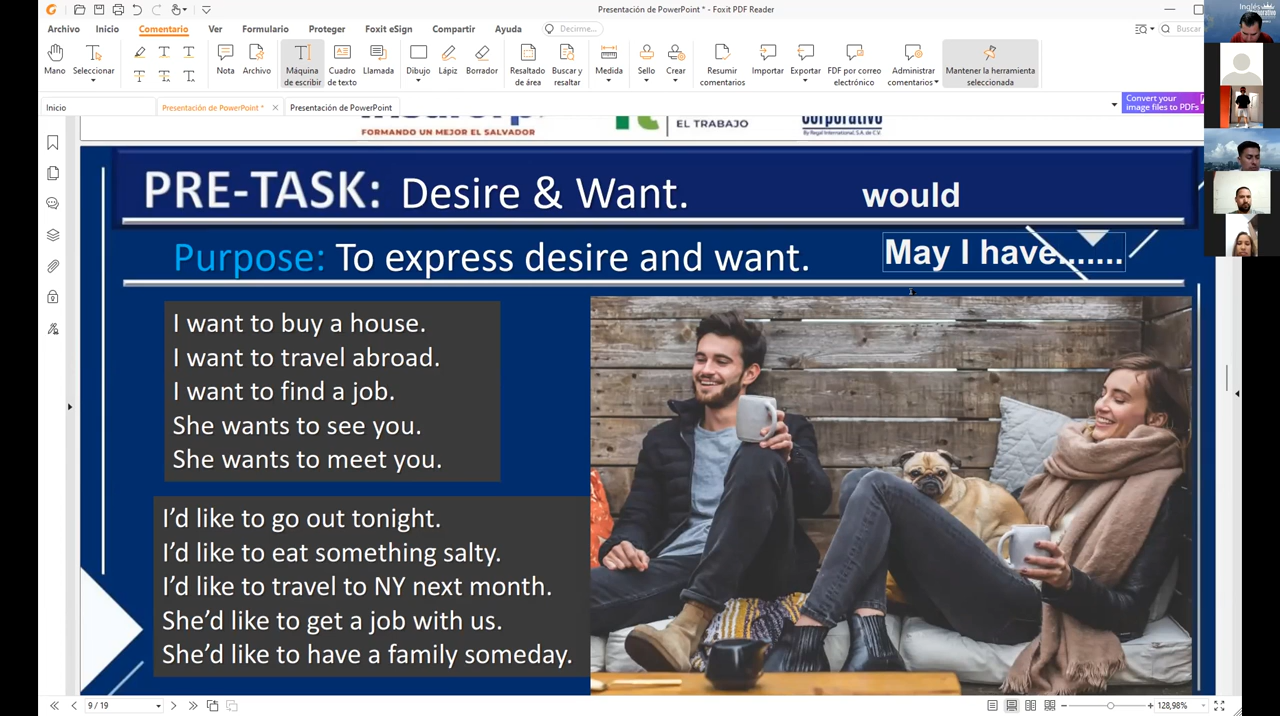 Presentación de PowerPoint * - Foxit PDF Reader
Inglés
Corporativo
Archivo Inicio Comentario Ver Formulario Proteger Foxit eSign Compartir Ayuda Decirme... Buscar
Mano Seleccionar Nota Archivo Máquina de escribir Cuadro de texto Llamada Dibujo Lápiz Borrador Resaltado de área Buscar y resaltar Medida Sello Crear Resumir comentarios Importar Exportar FDF por correo electrónico Administrar comentarios Mantener la herramienta seleccionada
Inicio Presentación de PowerPoint * Presentación de PowerPoint
Convert your
image files to PDFs
FORMANDO UN MEJOR EL SALVADOR
EL TRABAJO
Corporativo
By Regal International, S.A. de C.V.
PRE-TASK: Desire & Want. would
Purpose: To express desire and want. May I have.......
I want to buy a house.
I want to travel abroad.
I want to find a job.
She wants to see you.
She wants to meet you.
I'd like to go out tonight.
I'd like to eat something salty.
I'd like to travel to NY next month.
She'd like to get a job with us.
She'd like to have a family someday.
9 / 19
128,98%